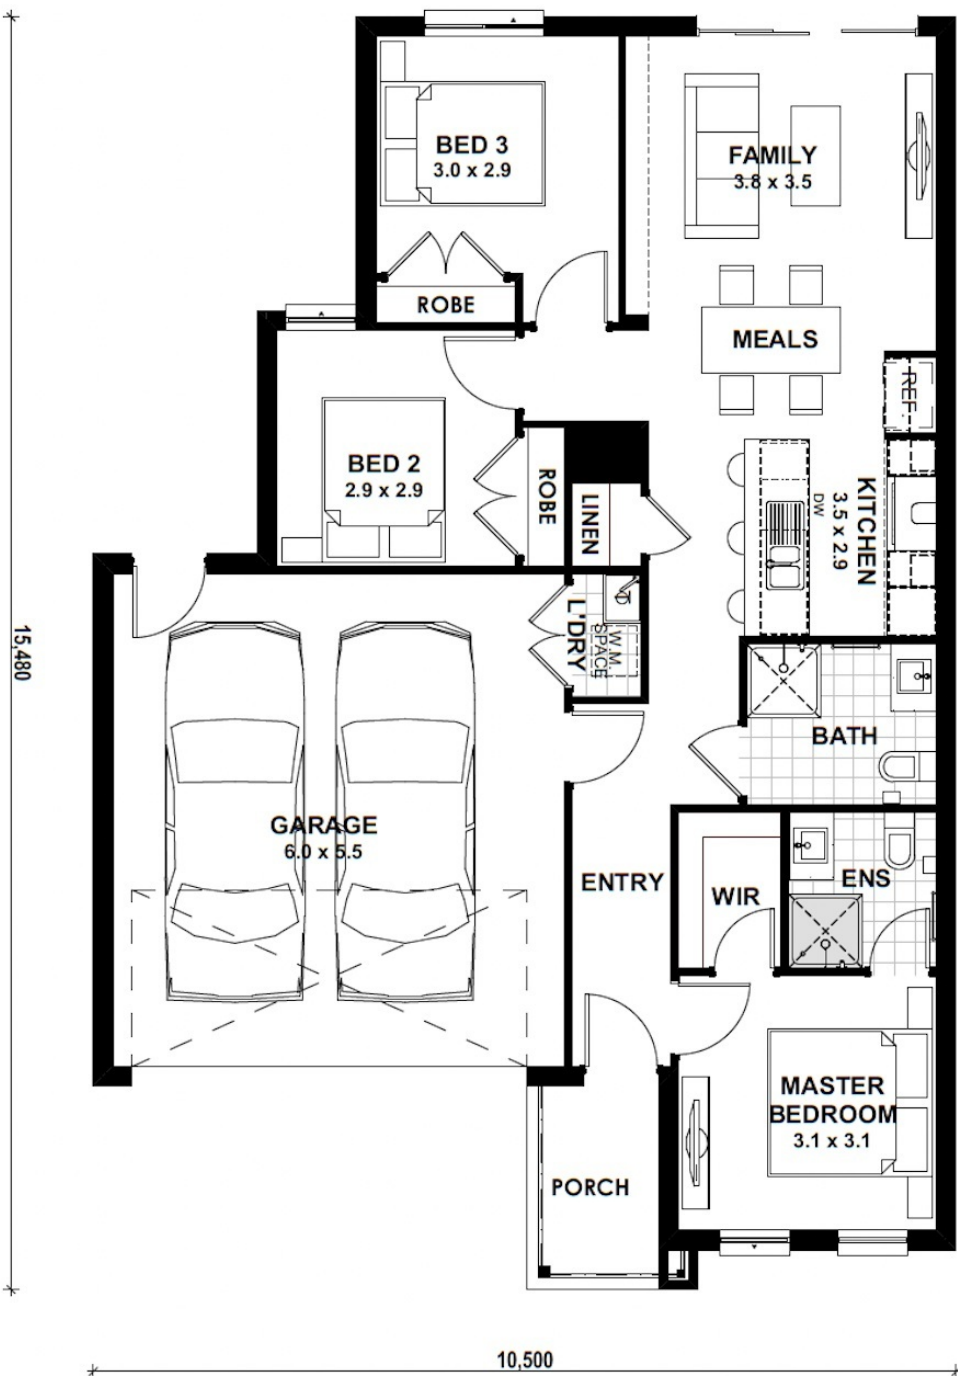 BED 3
3.0 x 2.9
FAMILY
3.8 x 3.5
ROBE
MEALS
REF
BED 2
2.9 x 2.9
ROBE
LINEN
KITCHEN
3.5 x 2.9
DW
L'DRY
W.M.
SPACE
15,480
BATH
GARAGE
6.0 x 5.5
ENTRY
WIR
ENS
MASTER
BEDROOM
3.1 x 3.1
PORCH
10,500